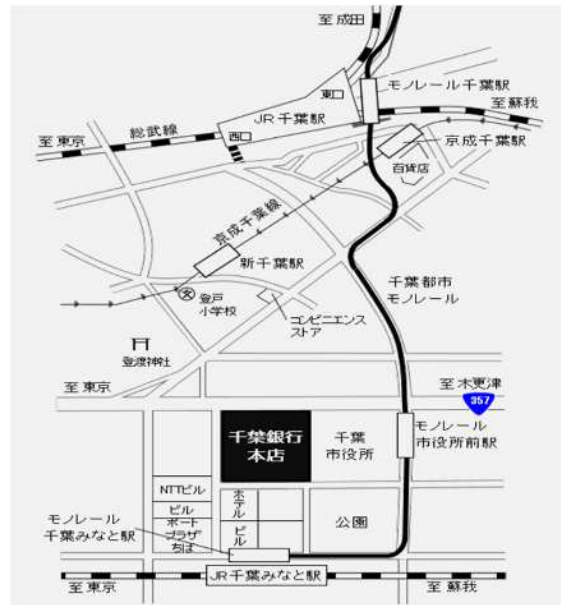 至成田
モノレール千葉駅
東口
JR千葉駅
至蘇我
総武線
西口
至東京
京成千葉駅
百貨店
京成千葉線
新千葉駅
千葉都市
モノレール
登戸
小学校
文
コンビニエンス
ストア
登渡神社
至東京
至木更津
357
千葉銀行
本店
千葉
市役所
モノレール
市役所前駅
NTTビル
ホテル
ビル
ポート
プラザ
ちば
ビル
公園
モノレール
千葉みなと駅
JR千葉みなと駅
至東京
至蘇我